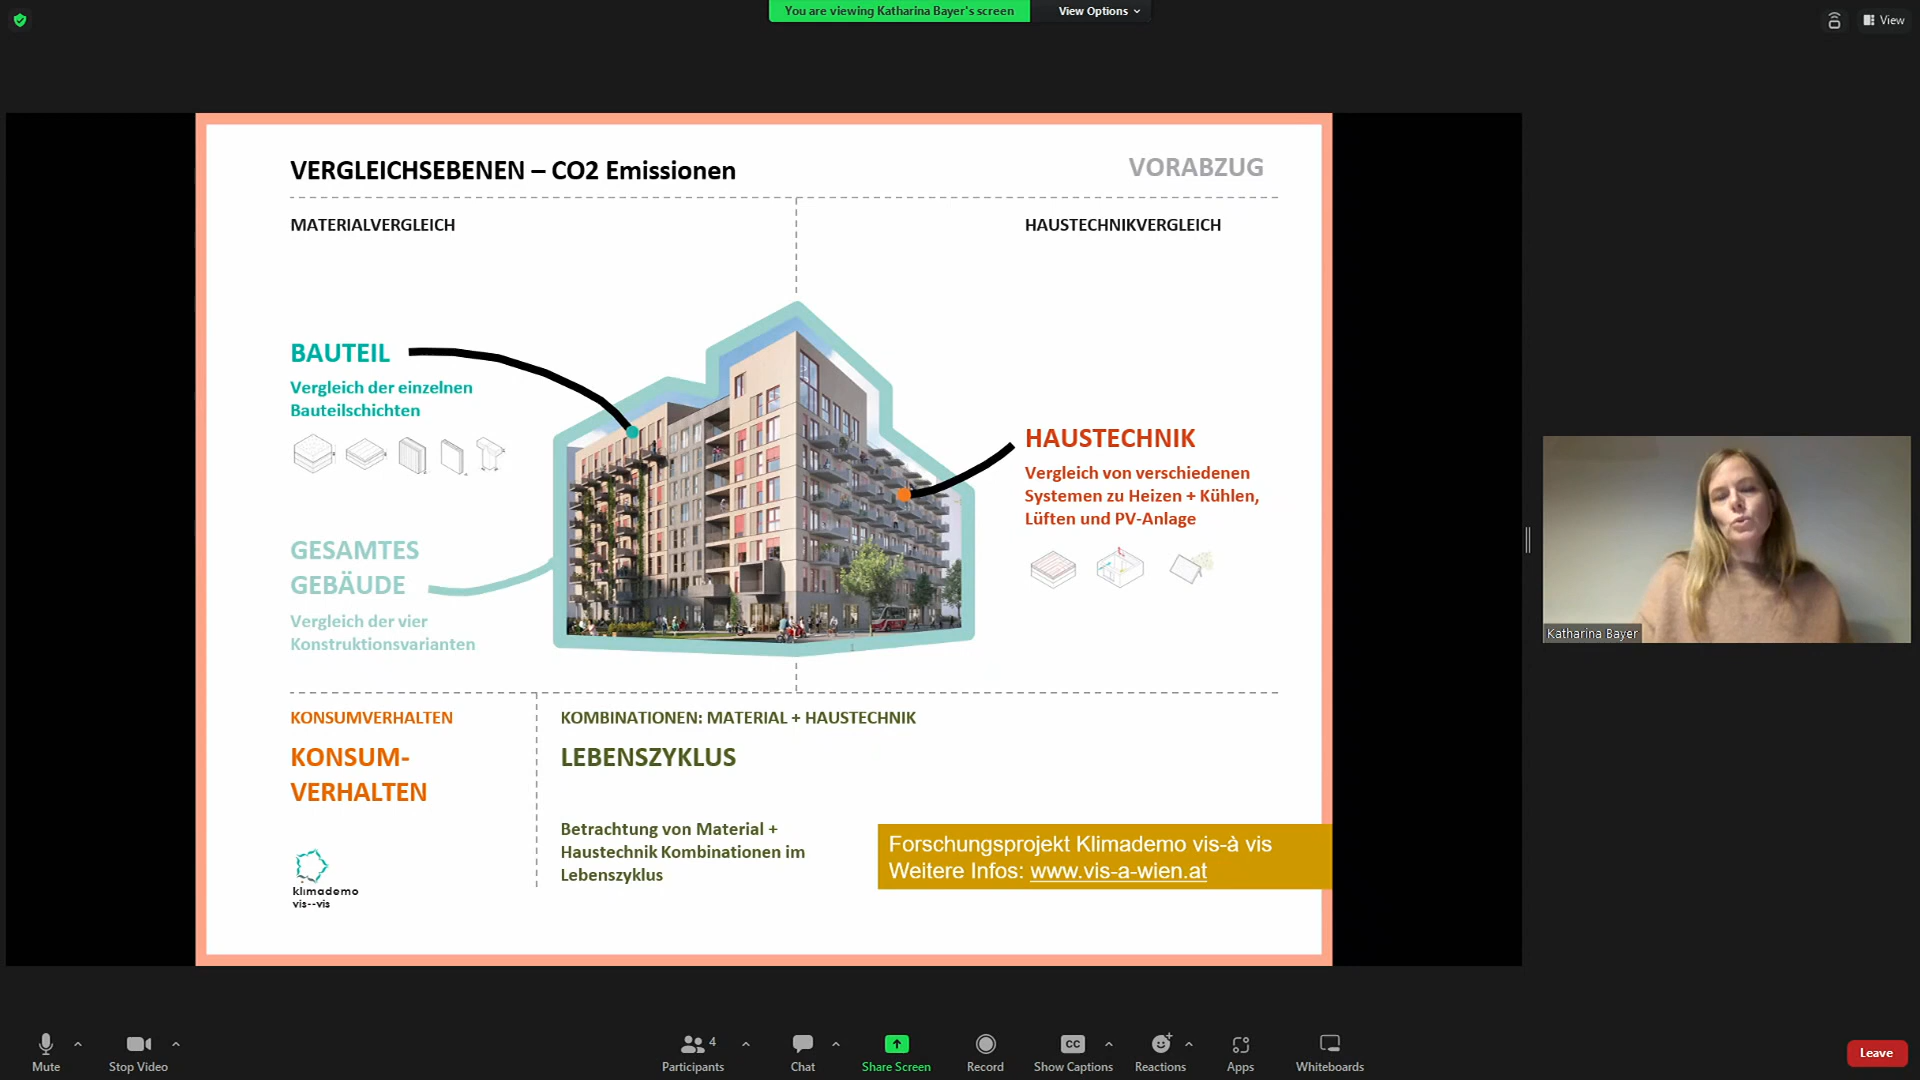 You are viewing Katharina Bayer's screen
View Options
View
VERGLEICHSEBENEN – CO2 Emissionen
VORABZUG
MATERIALVERGLEICH
HAUSTECHNIKVERGLEICH
BAUTEIL
Vergleich der einzelnen
Bauteilschichten
HAUSTECHNIK
Vergleich von verschiedenen
Systemen zu Heizen + Kühlen,
Lüften und PV-Anlage
GESAMTES
GEBÄUDE
Vergleich der vier
Konstruktionsvarianten
Katharina Bayer
KONSUMVERHALTEN
KONSUM-
VERHALTEN
KOMBINATIONEN: MATERIAL + HAUSTECHNIK
LEBENSZYKLUS
Betrachtung von Material +
Haustechnik Kombinationen im
Lebenszyklus
Forschungsprojekt Klimademo vis-à vis
Weitere Infos: www.vis-a-wien.at
klimademo
vis--vis
Mute
Stop Video
4
Participants
Chat
Share Screen
Record
CC
Show Captions
Reactions
Apps
Whiteboards
Leave